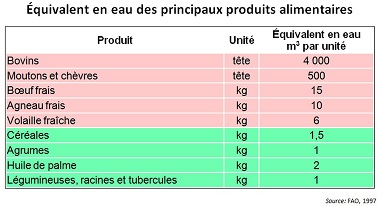 Équivalent en eau des principaux produits alimentaires
Produit Unité Équivalent en eau m³ par unité
Bovins tête 4 000
Moutons et chèvres tête 500
Bœuf frais kg 15
Agneau frais kg 10
Volaille fraîche kg 6
Céréales kg 1,5
Agrumes kg 1
Huile de palme kg 2
Légumineuses, racines et tubercules kg 1
Source: FAO, 1997